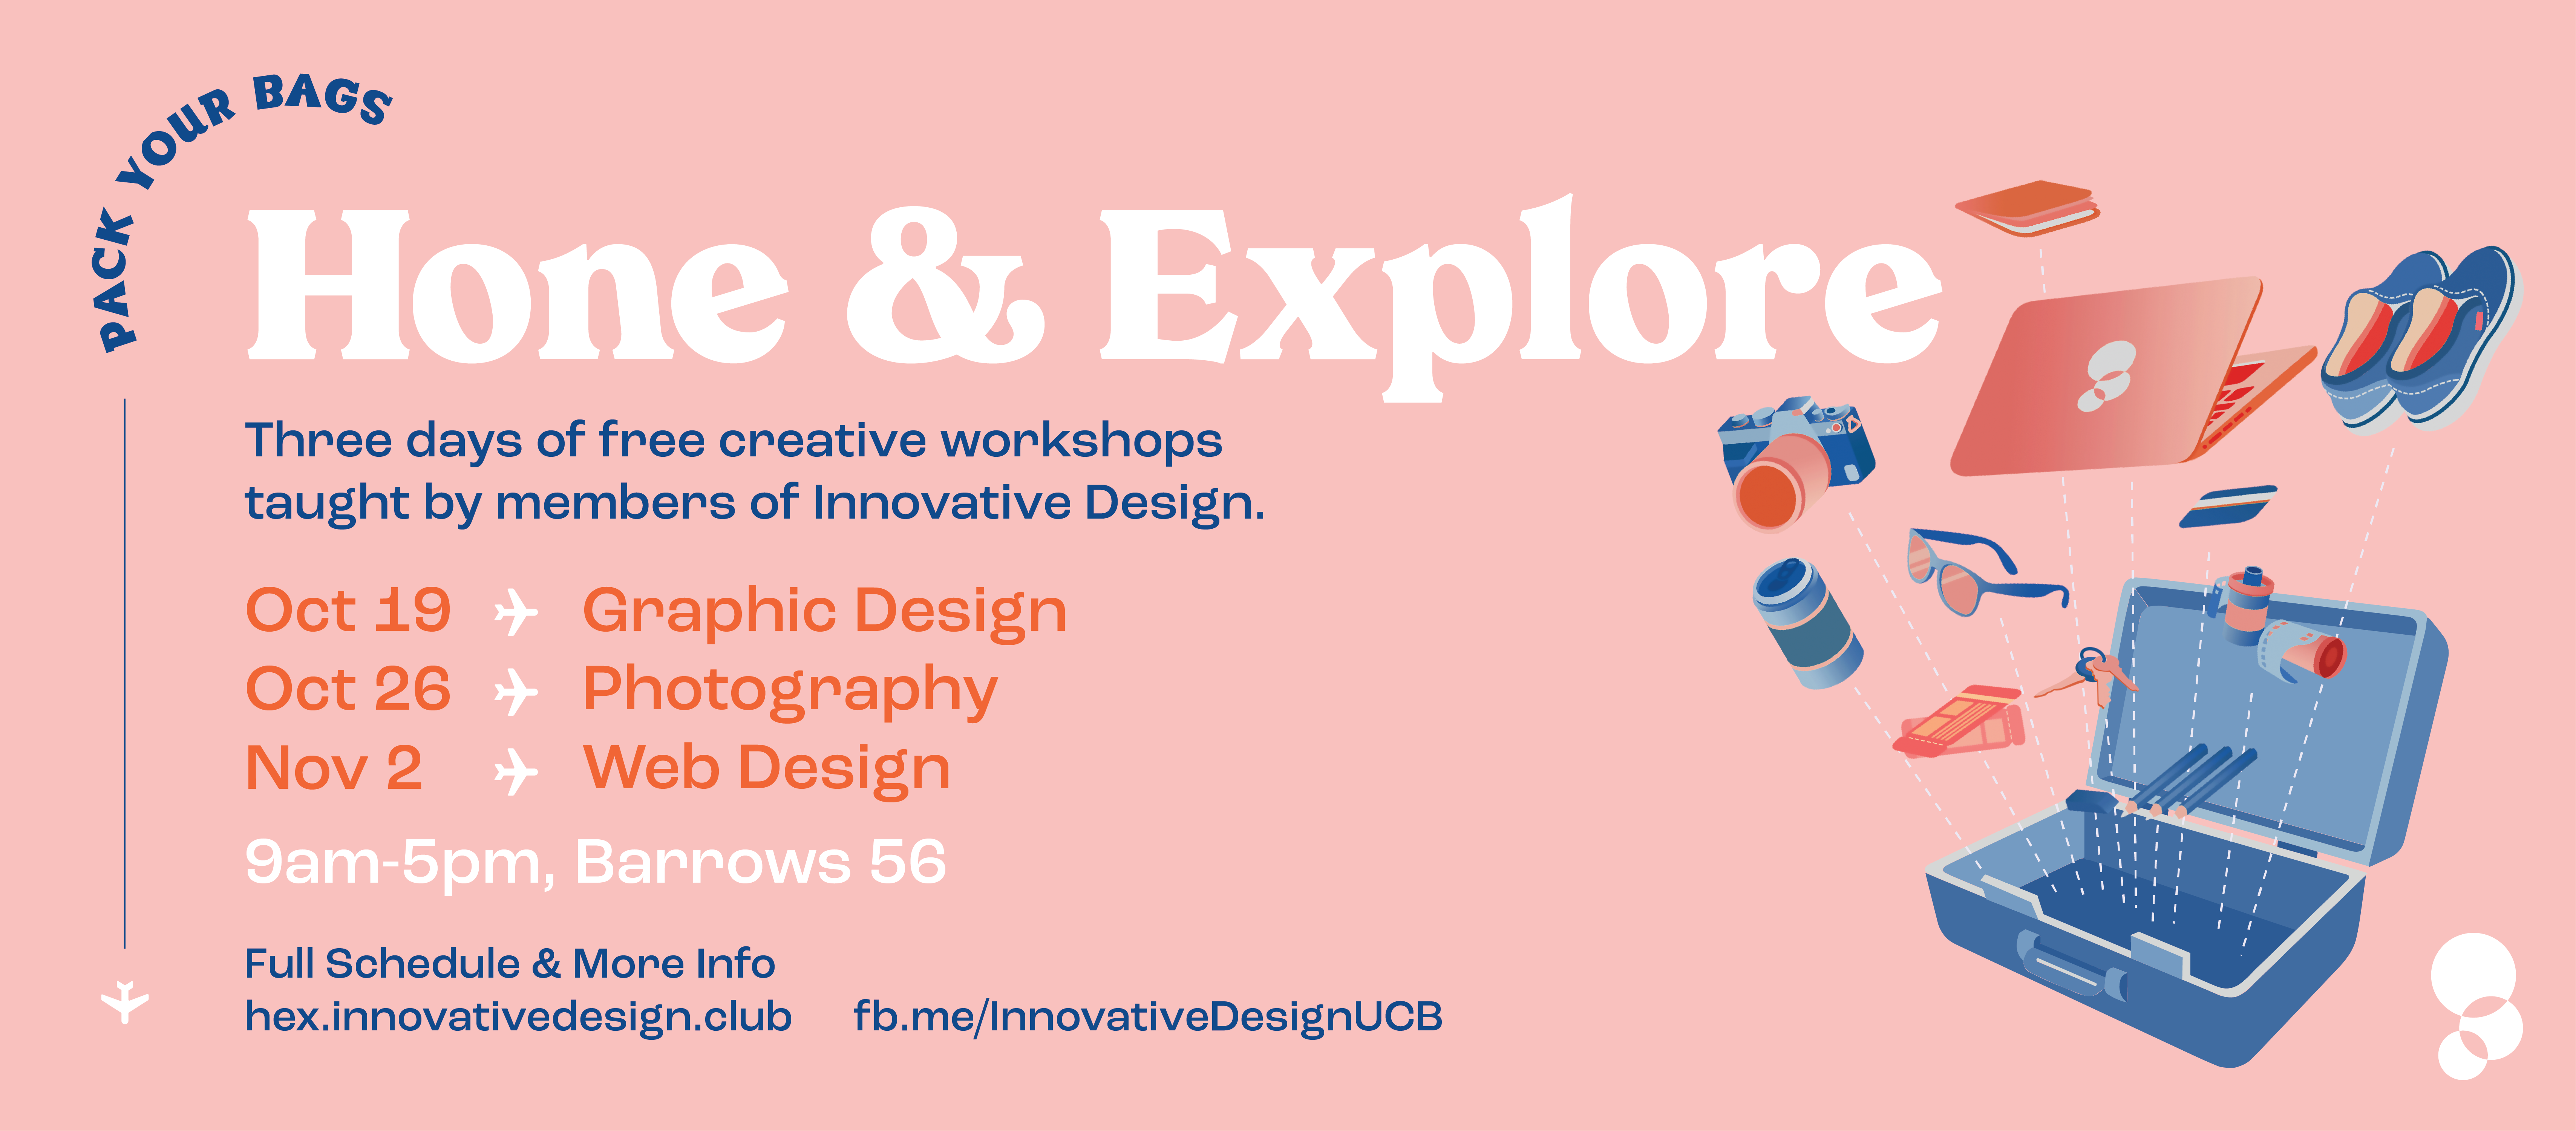 PACK YOUR BAGS
Hone & Explore
Three days of free creative workshops
taught by members of Innovative Design.
Oct 19 Graphic Design
Oct 26 Photography
Nov 2 Web Design
9am-5pm, Barrows 56
Full Schedule & More Info
hex.innovativedesign.club fb.me/InnovativeDesignUCB